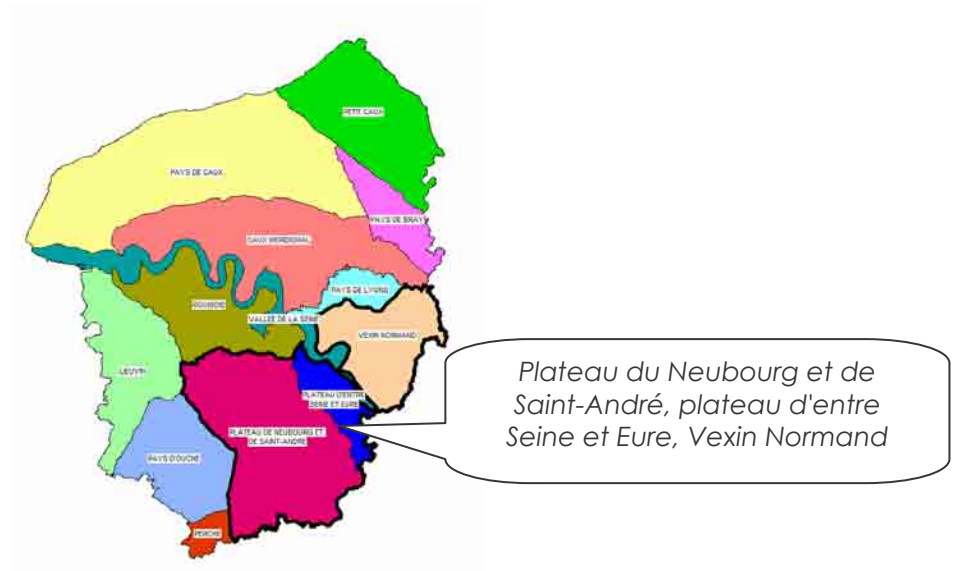 PETIT CAUX
PAYS DE CAUX
PAYS DE BRAY
CAUX MERIDIONAL
PAYS DE LYONS
ROUMOIS
VALLEE DE LA SEINE
VEXIN NORMAND
LIEUVIN
PLATEAU D'ENTRE
SEINE ET EURE
PLATEAU DE NEUBOURG ET
DE SAINT-ANDRE
PAYS D'OUCHE
PERCHE
Plateau du Neubourg et de
Saint-André, plateau d'entre
Seine et Eure, Vexin Normand